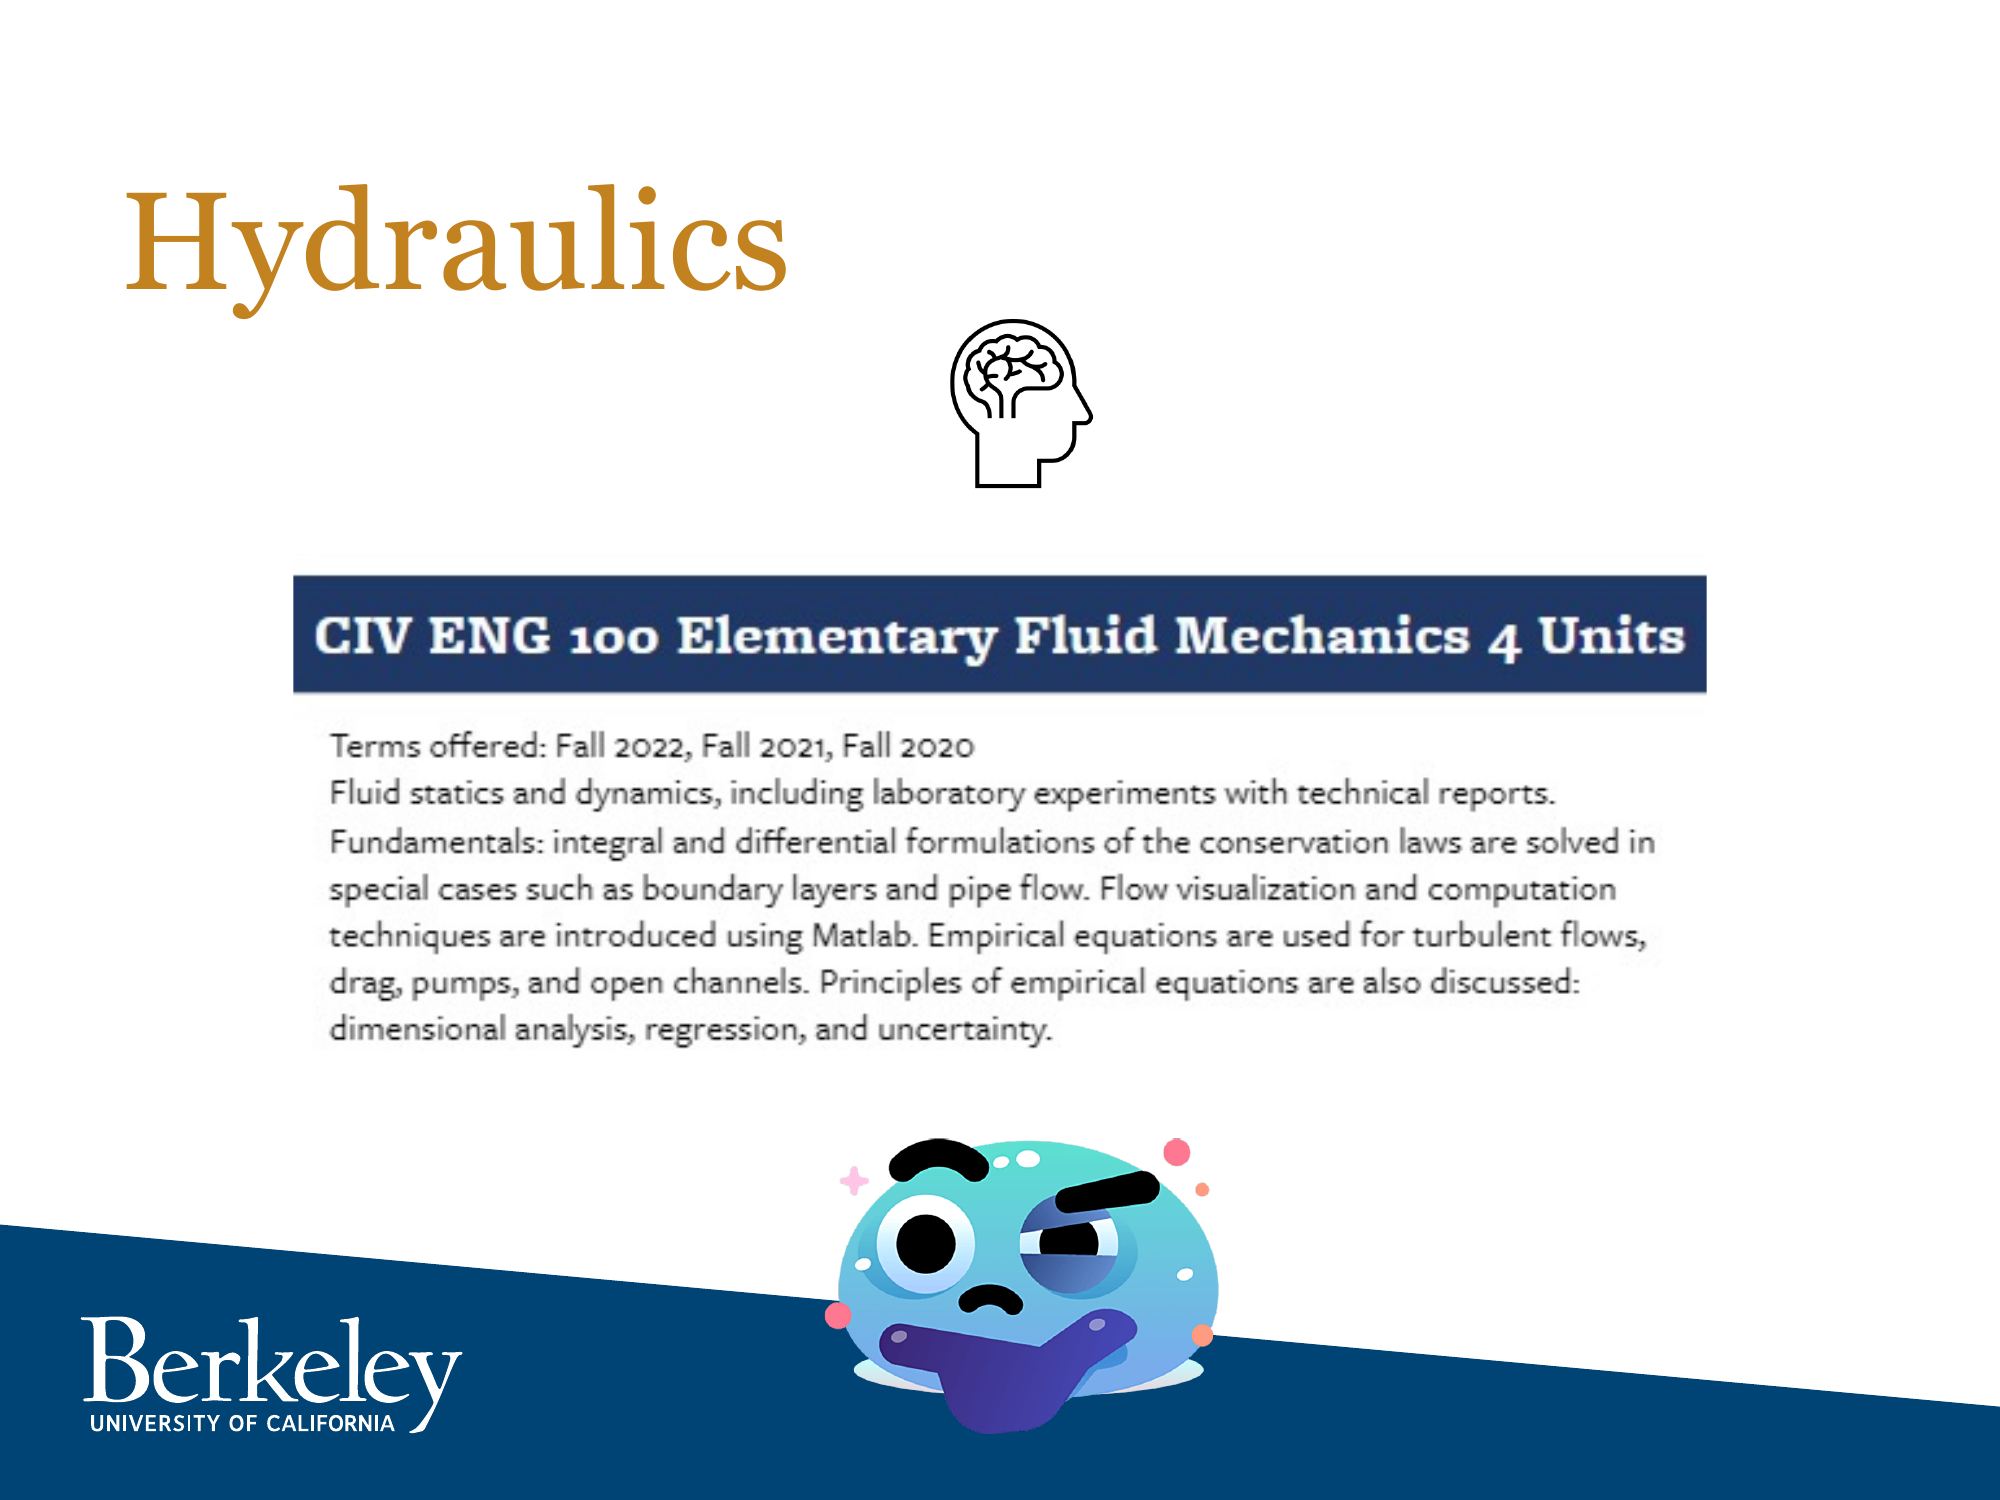 Hydraulics
CIV ENG 100 Elementary Fluid Mechanics 4 Units
Terms offered: Fall 2022, Fall 2021, Fall 2020
Fluid statics and dynamics, including laboratory experiments with technical reports.
Fundamentals: integral and differential formulations of the conservation laws are solved in
special cases such as boundary layers and pipe flow. Flow visualization and computation
techniques are introduced using Matlab. Empirical equations are used for turbulent flows,
drag, pumps, and open channels. Principles of empirical equations are also discussed:
dimensional analysis, regression, and uncertainty.
Berkeley
UNIVERSITY OF CALIFORNIA